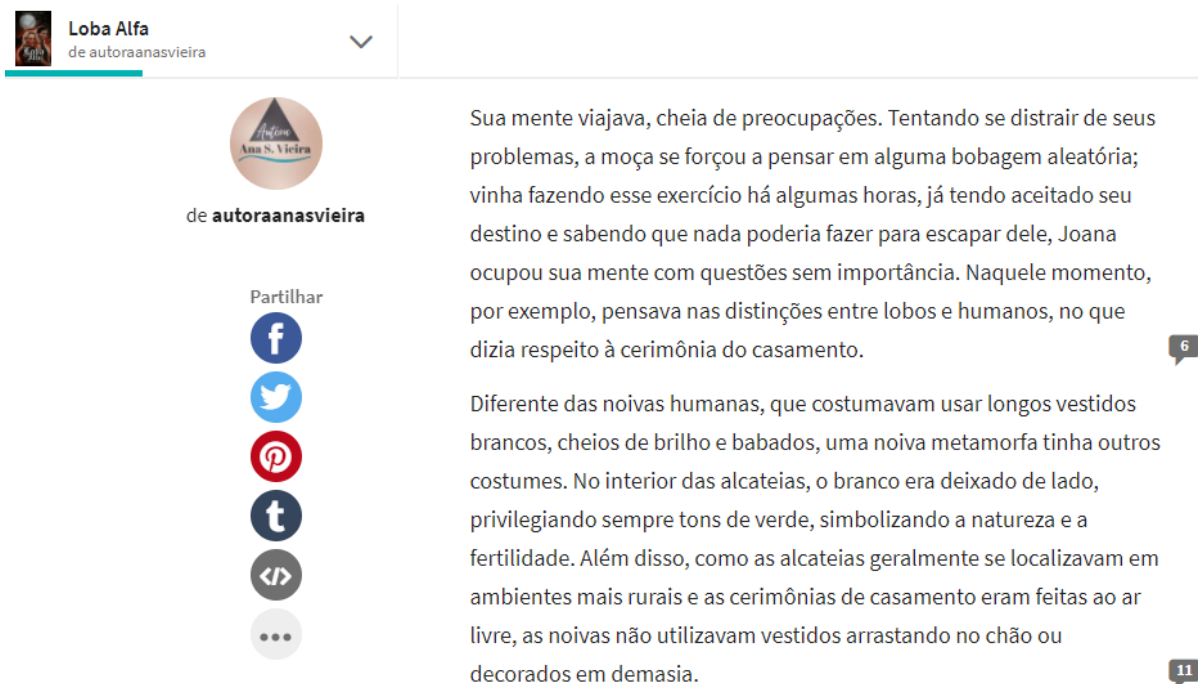 Loba Alfa
de autoraanasvieira
Autora
Ana S. Vieira
de autoraanasvieira
Partilhar
Sua mente viajava, cheia de preocupações. Tentando se distrair de seus
problemas, a moça se forçou a pensar em alguma bobagem aleatória;
vinha fazendo esse exercício há algumas horas, já tendo aceitado seu
destino e sabendo que nada poderia fazer para escapar dele, Joana
ocupou sua mente com questões sem importância. Naquele momento,
por exemplo, pensava nas distinções entre lobos e humanos, no que
dizia respeito à cerimônia do casamento.
6
Diferente das noivas humanas, que costumavam usar longos vestidos
brancos, cheios de brilho e babados, uma noiva metamorfa tinha outros
costumes. No interior das alcateias, o branco era deixado de lado,
privilegiando sempre tons de verde, simbolizando a natureza e a
fertilidade. Além disso, como as alcateias geralmente se localizavam em
ambientes mais rurais e as cerimônias de casamento eram feitas ao ar
livre, as noivas não utilizavam vestidos arrastando no chão ou
decorados em demasia.
11